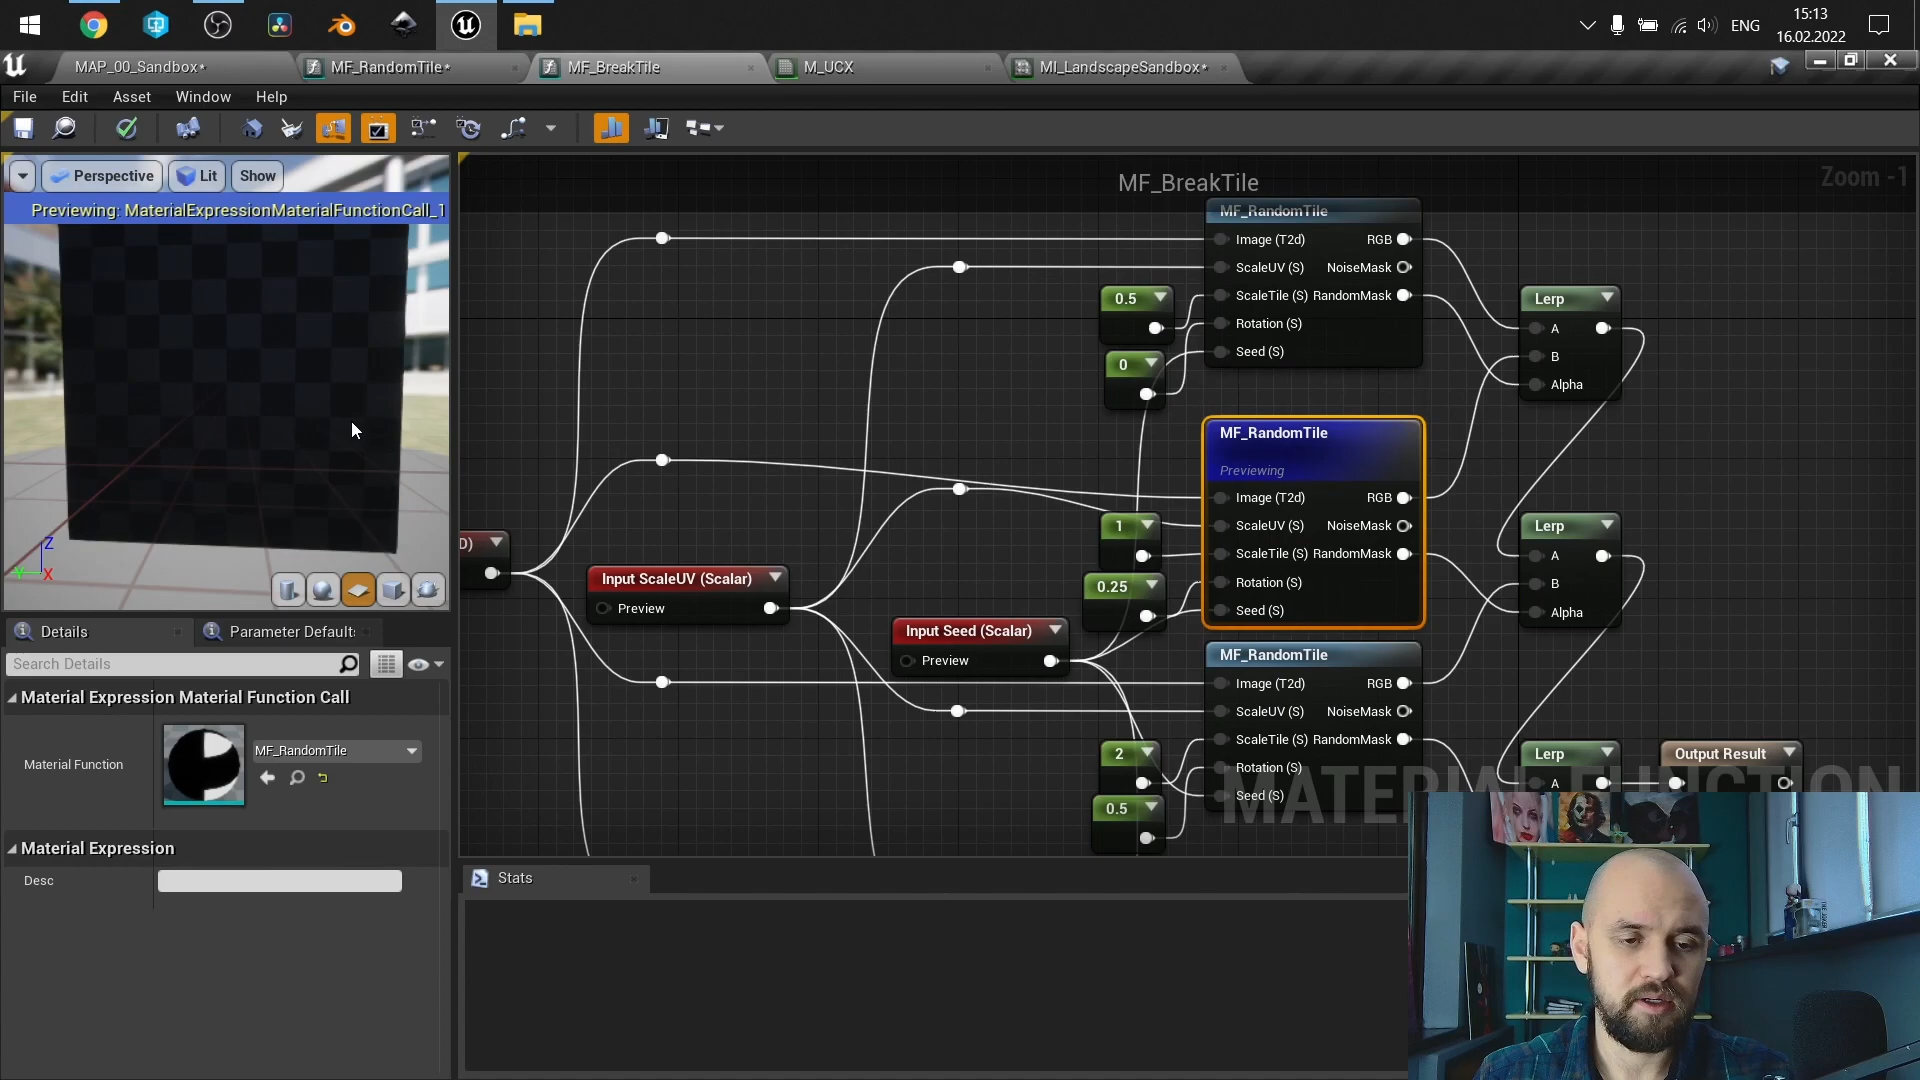 15:13
ENG
16.02.2022
MAP_00_Sandbox*
MF_RandomTile*
MF_BreakTile
M_UCX
MI_LandscapeSandbox*
File Edit Asset Window Help
Perspective
Lit
Show
Previewing: MaterialExpressionMaterialFunctionCall_1
MF_BreakTile
Zoom -1
MF_RandomTile
Image (T2d) RGB
ScaleUV (S) NoiseMask
ScaleTile (S) RandomMask
Rotation (S)
Seed (S)
0.5
0
Lerp
A
B
Alpha
MF_RandomTile
Previewing
Image (T2d) RGB
ScaleUV (S) NoiseMask
ScaleTile (S) RandomMask
Rotation (S)
Seed (S)
1
0.25
Lerp
A
B
Alpha
D)
Input ScaleUV (Scalar)
Preview
Input Seed (Scalar)
Preview
MF_RandomTile
Image (T2d) RGB
ScaleUV (S) NoiseMask
ScaleTile (S) RandomMask
Rotation (S)
Seed (S)
2
0.5
Lerp
A
Output Result
MATERIAL FUNCTION
Z
Y
X
Details
Parameter Default
Search Details
Material Expression Material Function Call
Material Function
MF_RandomTile
Material Expression
Desc
Stats